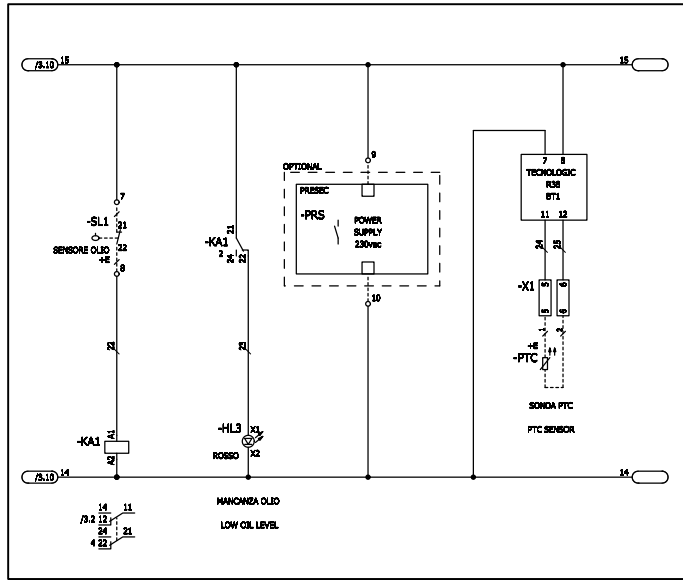 /3.10 15 15
9
OPTIONAL
7 8
TECNOLOGIC
R38
BT1
11 12
PRESEC
-PRS
POWER
SUPPLY
230vac
7
-SL1
21
22
SENSORE OLIO
+E
8
21
-KA1
2
24 22
24 25
-X1
5 6
5 6
10
1 2
+E
-PTC
22
23
SONDA PTC
PTC SENSOR
-KA1
A1
A2
-HL3
X1
X2
ROSSO
/3.10 14 14
MANCANZA OLIO
LOW OIL LEVEL
14 11
/3.2 12
24 21
4 22